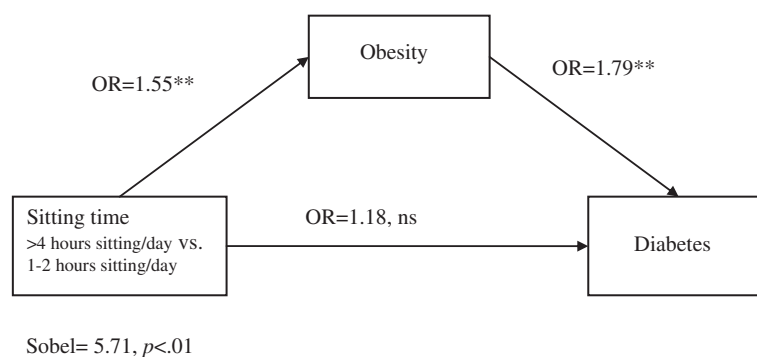 Obesity
OR=1.55**
OR=1.79**
Sitting time
>4 hours sitting/day vs.
1-2 hours sitting/day
OR=1.18, ns
Diabetes
Sobel= 5.71, p<.01